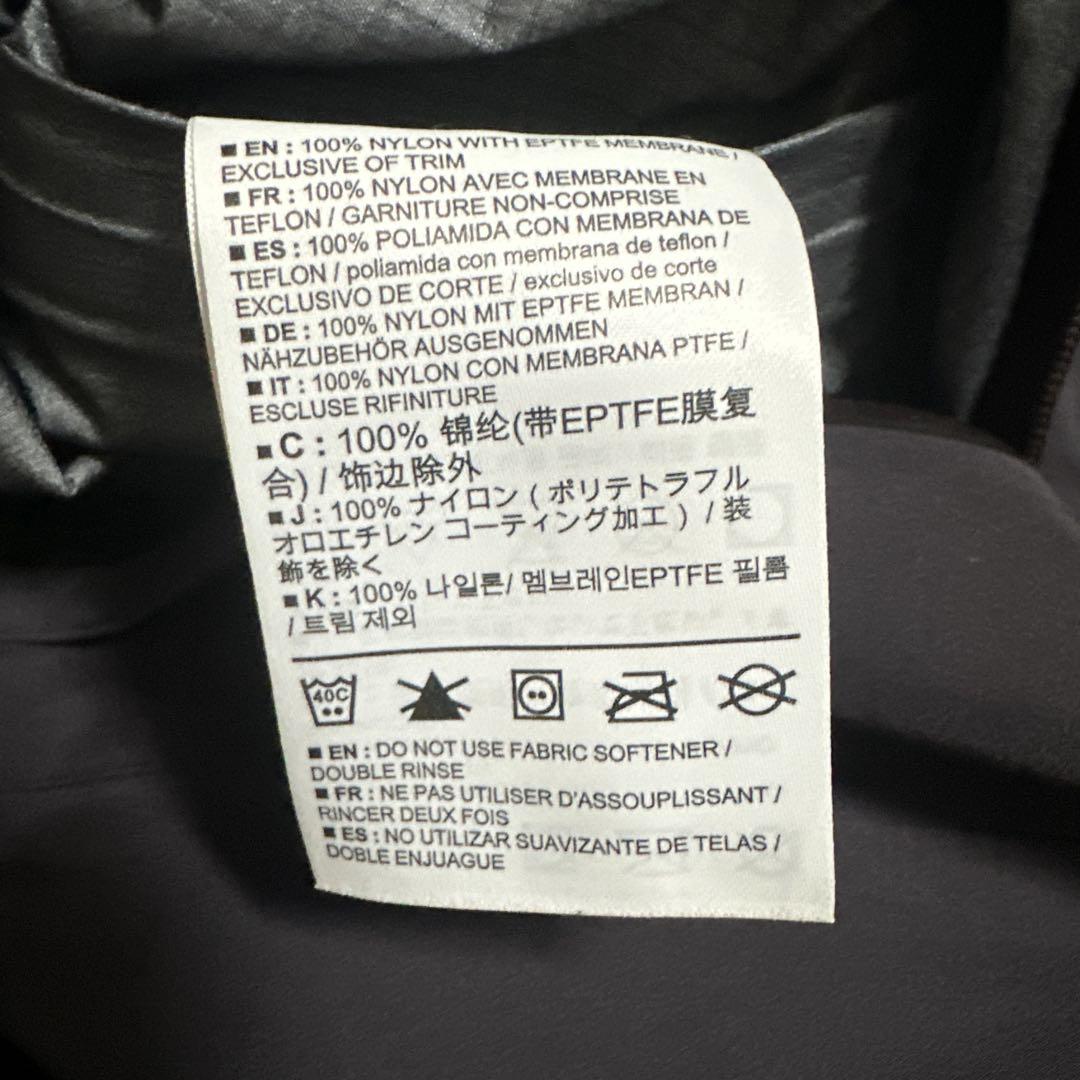 ■ EN : 100% NYLON WITH EPTFE MEMBRANE /
EXCLUSIVE OF TRIM
■ FR : 100% NYLON AVEC MEMBRANE EN
TEFLON / GARNITURE NON-COMPRISE
■ ES : 100% POLIAMIDA CON MEMBRANA DE
TEFLON / poliamida con membrana de teflon /
EXCLUSIVO DE CORTE / exclusivo de corte
■ DE : 100% NYLON MIT EPTFE MEMBRAN /
NÄHZUBEHÖR AUSGENOMMEN
■ IT : 100% NYLON CON MEMBRANA PTFE /
ESCLUSE RIFINITURE
■ C : 100% 锦纶(带EPTFE膜复
合) / 饰边除外
■ J : 100% ナイロン ( ポリテトラフル
オロエチレン コーティング加工 ) / 装
飾を除く
■ K : 100% 나일론/ 멤브레인EPTFE 필름
/ 트림 제외
40C
■ EN : DO NOT USE FABRIC SOFTENER /
DOUBLE RINSE
■ FR : NE PAS UTILISER D'ASSOUPLISSANT /
RINCER DEUX FOIS
■ ES : NO UTILIZAR SUAVIZANTE DE TELAS /
DOBLE ENJUAGUE